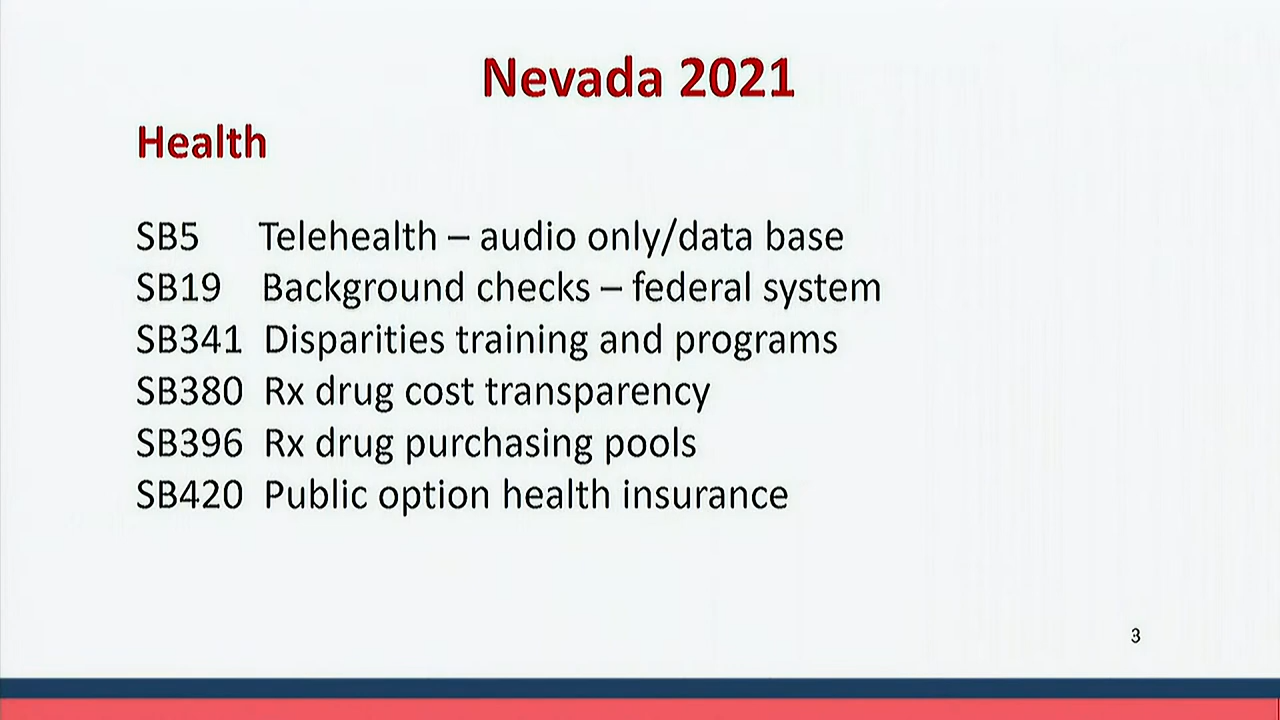 Nevada 2021
Health
SB5 Telehealth – audio only/data base
SB19 Background checks – federal system
SB341 Disparities training and programs
SB380 Rx drug cost transparency
SB396 Rx drug purchasing pools
SB420 Public option health insurance
3